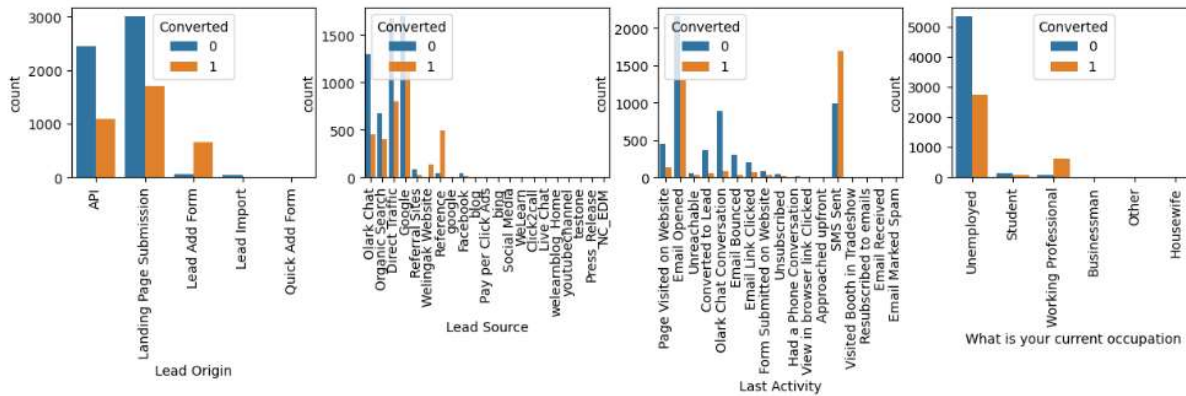 3000
2000
1000
0
count
Converted
0
1
API
Landing Page Submission
Lead Add Form
Lead Import
Quick Add Form
Lead Origin
1500
1000
500
0
count
Converted
0
1
Olark Chat
Organic Search
Direct Traffic
Google
Referral Sites
Welingak Website
Reference
google
Facebook
blog
Pay per Click Ads
bing
Social Media
WeLearn
Click2call
Live Chat
welearnblog_Home
youtubechannel
testone
Press_Release
NC_EDM
Lead Source
2000
1500
1000
500
0
count
Converted
0
1
Page Visited on Website
Email Opened
Unreachable
Converted to Lead
Olark Chat Conversation
Email Bounced
Email Link Clicked
Form Submitted on Website
Unsubscribed
Had a Phone Conversation
View in browser link Clicked
Approached upfront
SMS Sent
Visited Booth in Tradeshow
Resubscribed to emails
Email Received
Email Marked Spam
Last Activity
5000
4000
3000
2000
1000
0
count
Converted
0
1
Unemployed
Student
Working Professional
Businessman
Other
Housewife
What is your current occupation